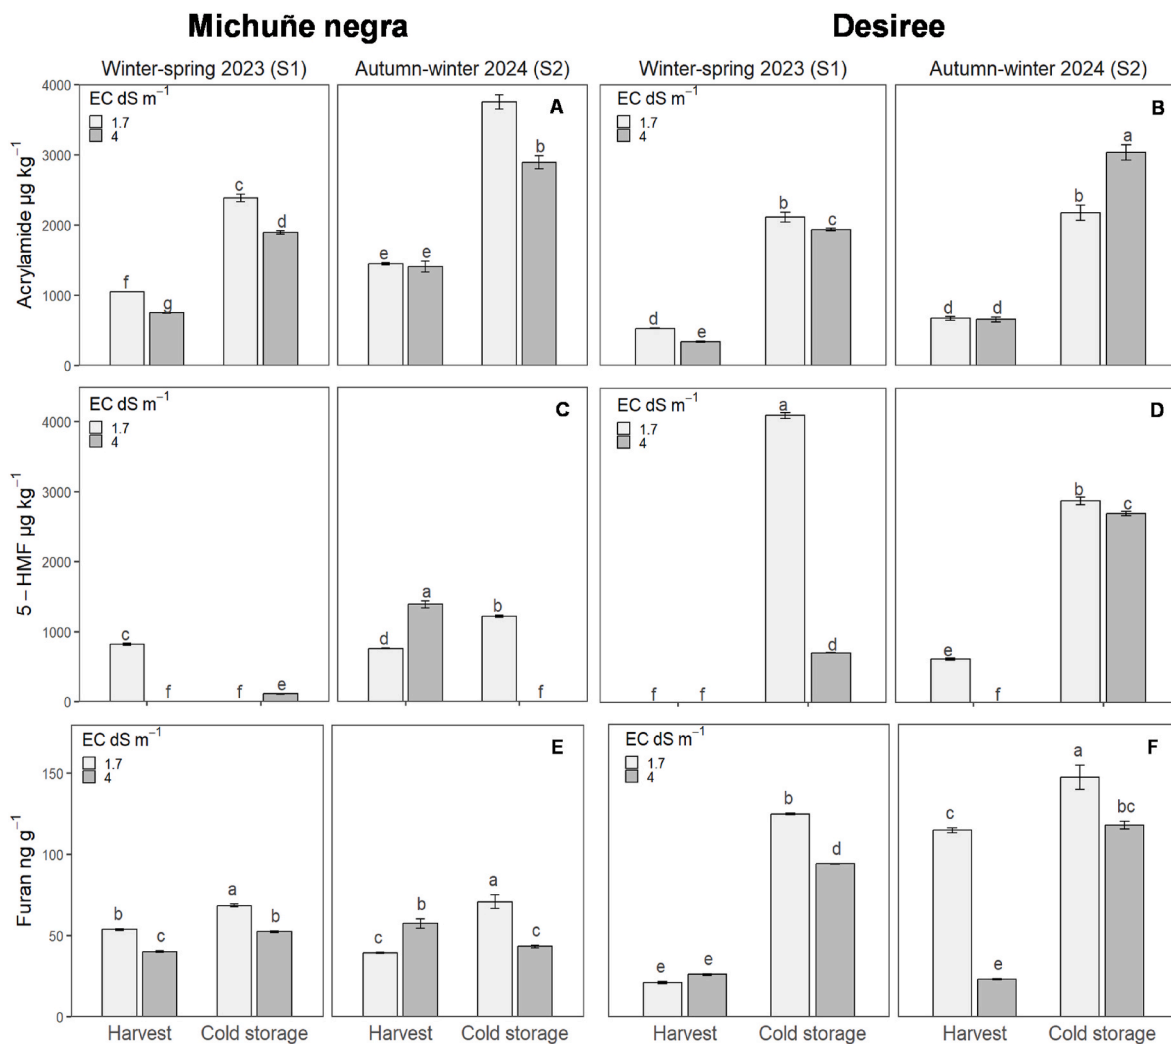 Michuñe negra Desiree
Winter-spring 2023 (S1) Autumn-winter 2024 (S2) Winter-spring 2023 (S1) Autumn-winter 2024 (S2)
Acrylamide µg kg⁻¹
4000
3000
2000
1000
0
EC dS m⁻¹
1.7
4
f g c d
A
e e b
EC dS m⁻¹
1.7
4
d e b c
B
d d b a
5 – HMF µg kg⁻¹
4000
3000
2000
1000
0
EC dS m⁻¹
1.7
4
c f f e
C
d a b f
EC dS m⁻¹
1.7
4
f f a d
D
e f b c
Furan ng g⁻¹
150
100
50
0
EC dS m⁻¹
1.7
4
b c a b
E
c b a c
EC dS m⁻¹
1.7
4
e e b d
F
c e a bc
Harvest Cold storage Harvest Cold storage Harvest Cold storage Harvest Cold storage